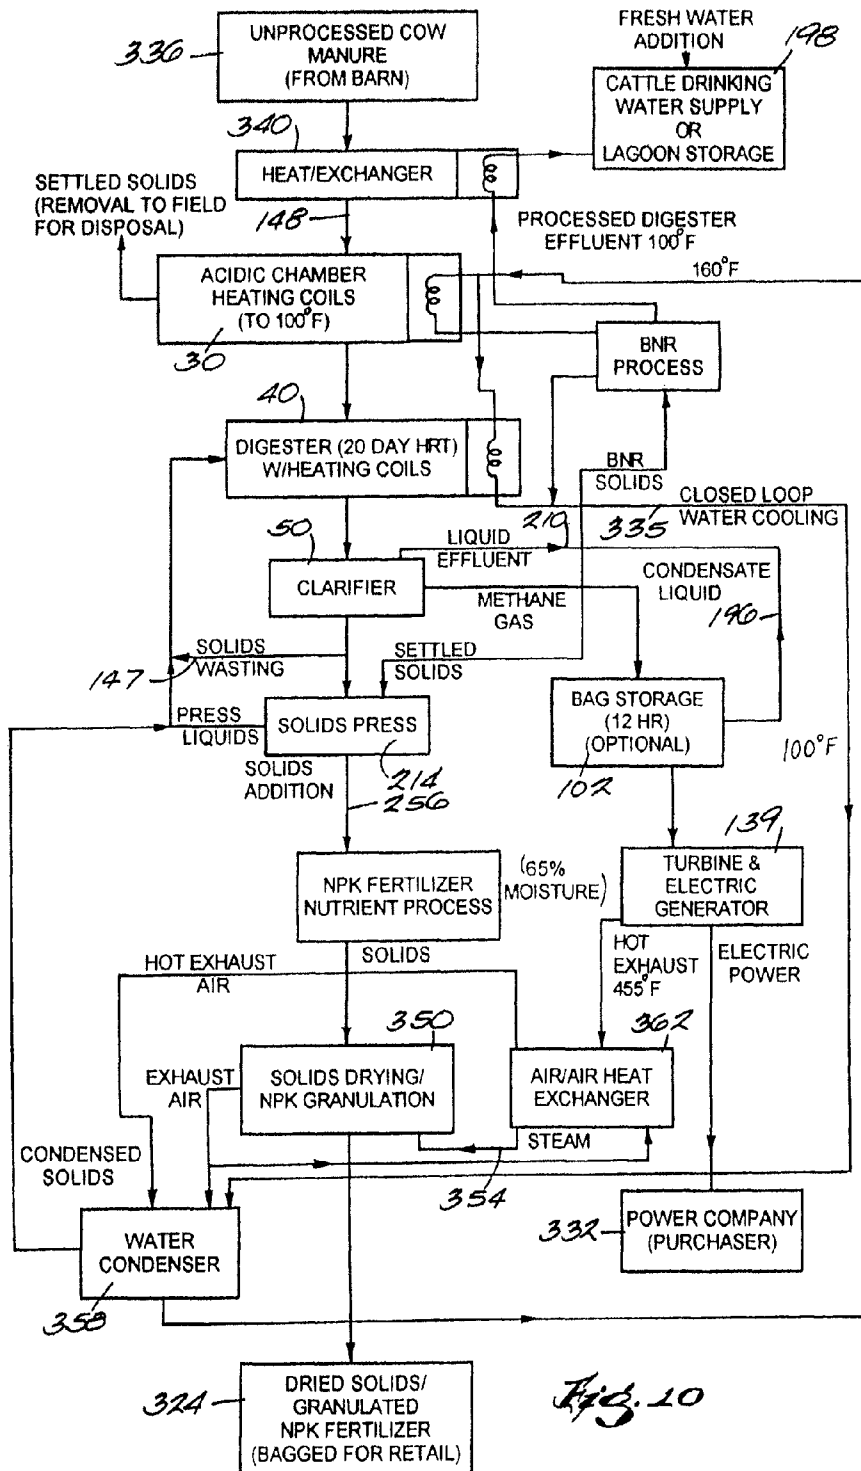 UNPROCESSED COW
MANURE
(FROM BARN)
336
FRESH WATER
ADDITION
198
CATTLE DRINKING
WATER SUPPLY
OR
LAGOON STORAGE
340
HEAT/EXCHANGER
SETTLED SOLIDS
(REMOVAL TO FIELD
FOR DISPOSAL)
148
PROCESSED DIGESTER
EFFLUENT 100°F
160°F
ACIDIC CHAMBER
HEATING COILS
(TO 100°F)
30
BNR
PROCESS
40
DIGESTER (20 DAY HRT)
W/HEATING COILS
BNR
SOLIDS
CLOSED LOOP
WATER COOLING
335
210
50
LIQUID
EFFLUENT
CLARIFIER
METHANE
GAS
CONDENSATE
LIQUID
196
SOLIDS
WASTING
147
SETTLED
SOLIDS
PRESS
LIQUIDS
SOLIDS PRESS
214
SOLIDS
ADDITION
256
BAG STORAGE
(12 HR)
(OPTIONAL)
102
100°F
139
NPK FERTILIZER
NUTRIENT PROCESS
(65%
MOISTURE)
TURBINE &
ELECTRIC
GENERATOR
SOLIDS
HOT EXHAUST
AIR
HOT
EXHAUST
455°F
ELECTRIC
POWER
350
362
EXHAUST
AIR
SOLIDS DRYING/
NPK GRANULATION
AIR/AIR HEAT
EXCHANGER
STEAM
354
CONDENSED
SOLIDS
WATER
CONDENSER
358
332
POWER COMPANY
(PURCHASER)
324
DRIED SOLIDS/
GRANULATED
NPK FERTILIZER
(BAGGED FOR RETAIL)
Fig. 10